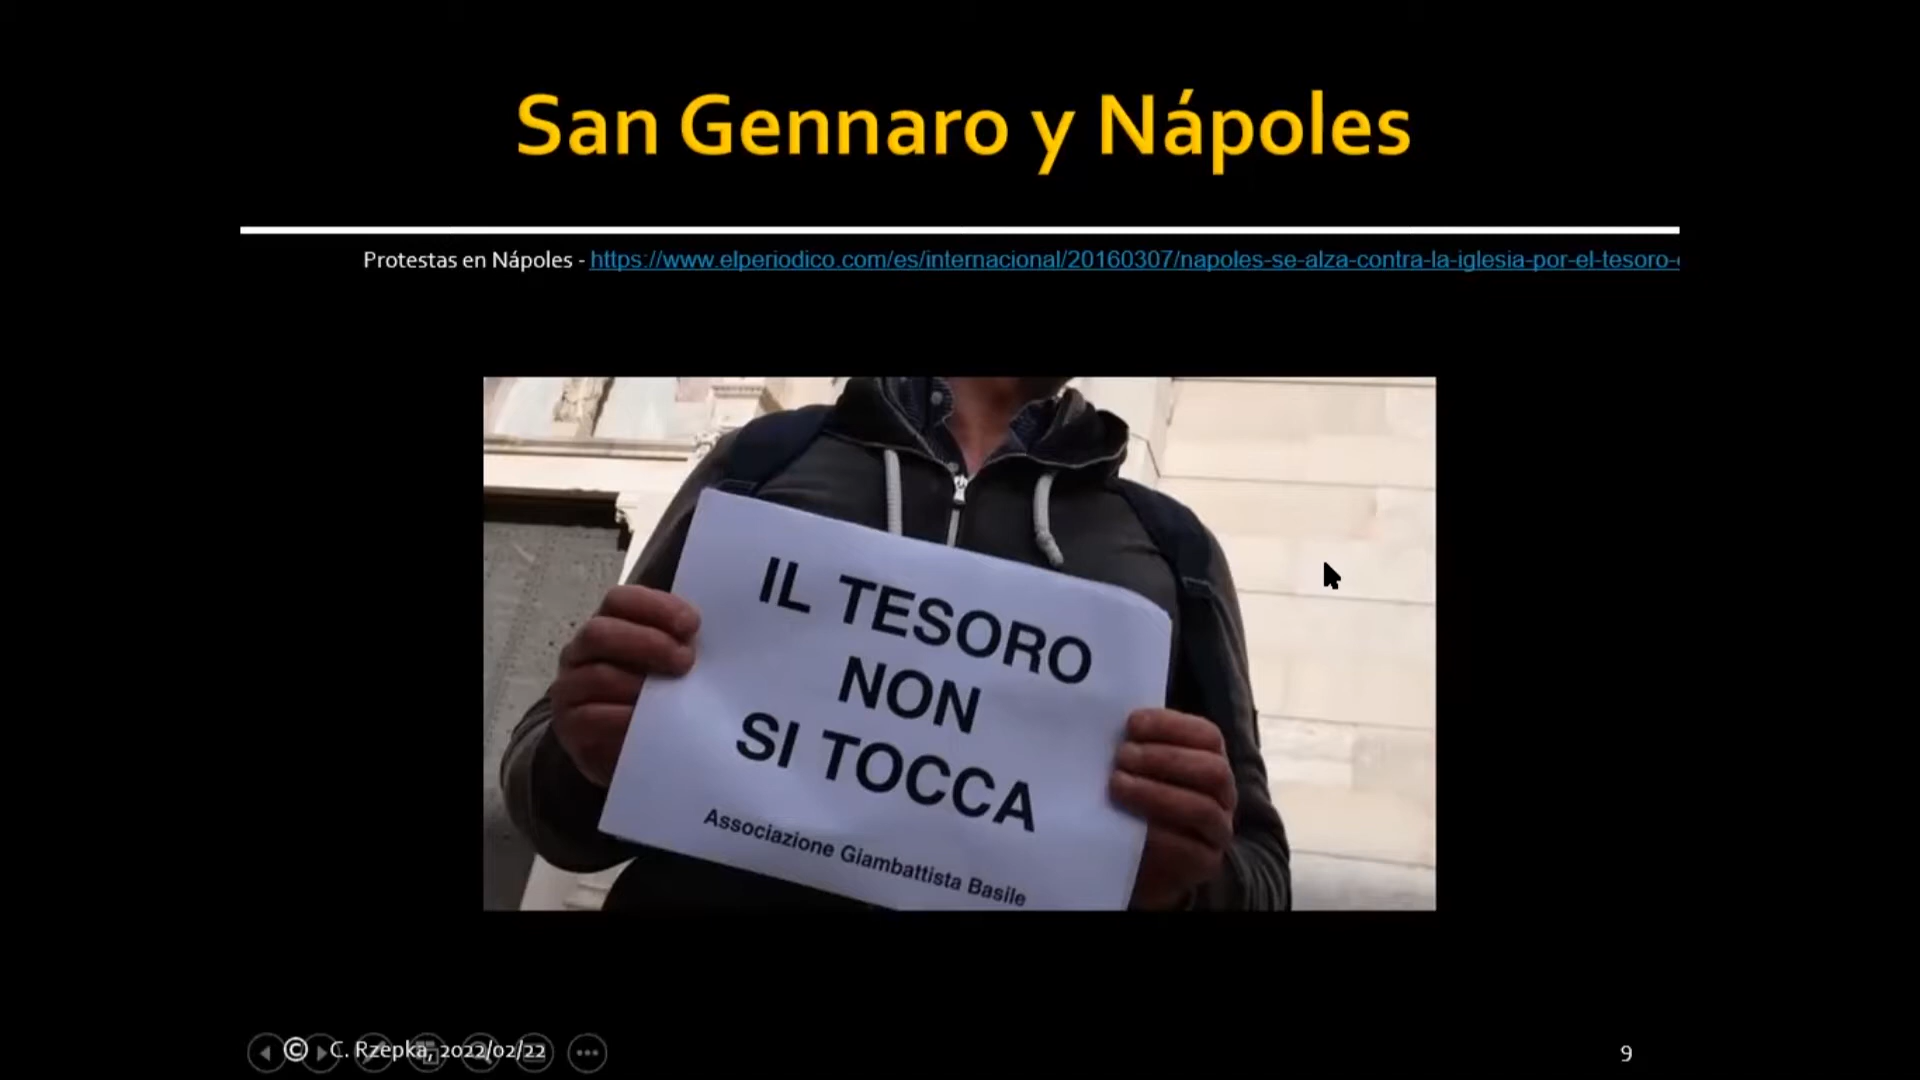 San Gennaro y Nápoles
Protestas en Nápoles - https://www.elperiodico.com/es/internacional/20160307/napoles-se-alza-contra-la-iglesia-por-el-tesoro-
IL TESORO
NON
SI TOCCA
Associazione Giambattista Basile
© C. Rzepka, 2022/02/22
9